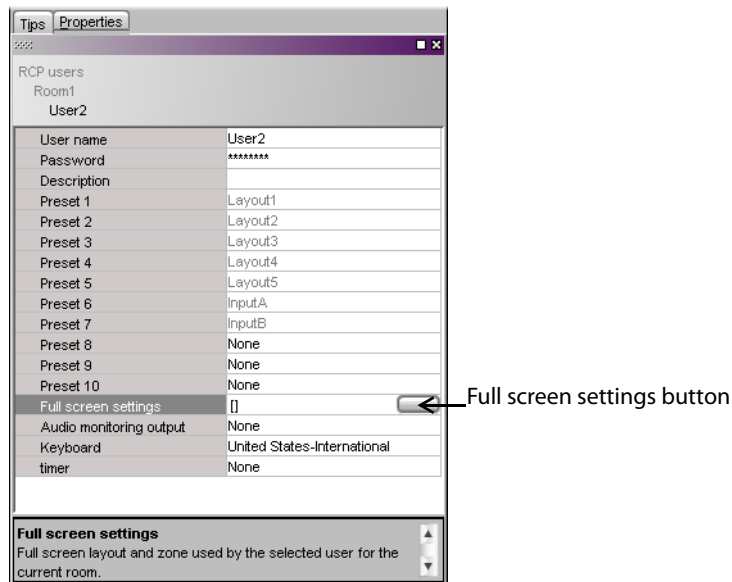 Tips Properties
RCP users
Room1
User2
User name User2
Password ********
Description
Preset 1 Layout1
Preset 2 Layout2
Preset 3 Layout3
Preset 4 Layout4
Preset 5 Layout5
Preset 6 InputA
Preset 7 InputB
Preset 8 None
Preset 9 None
Preset 10 None
Full screen settings []
Full screen settings button
Audio monitoring output None
Keyboard United States-International
timer None
Full screen settings
Full screen layout and zone used by the selected user for the
current room.